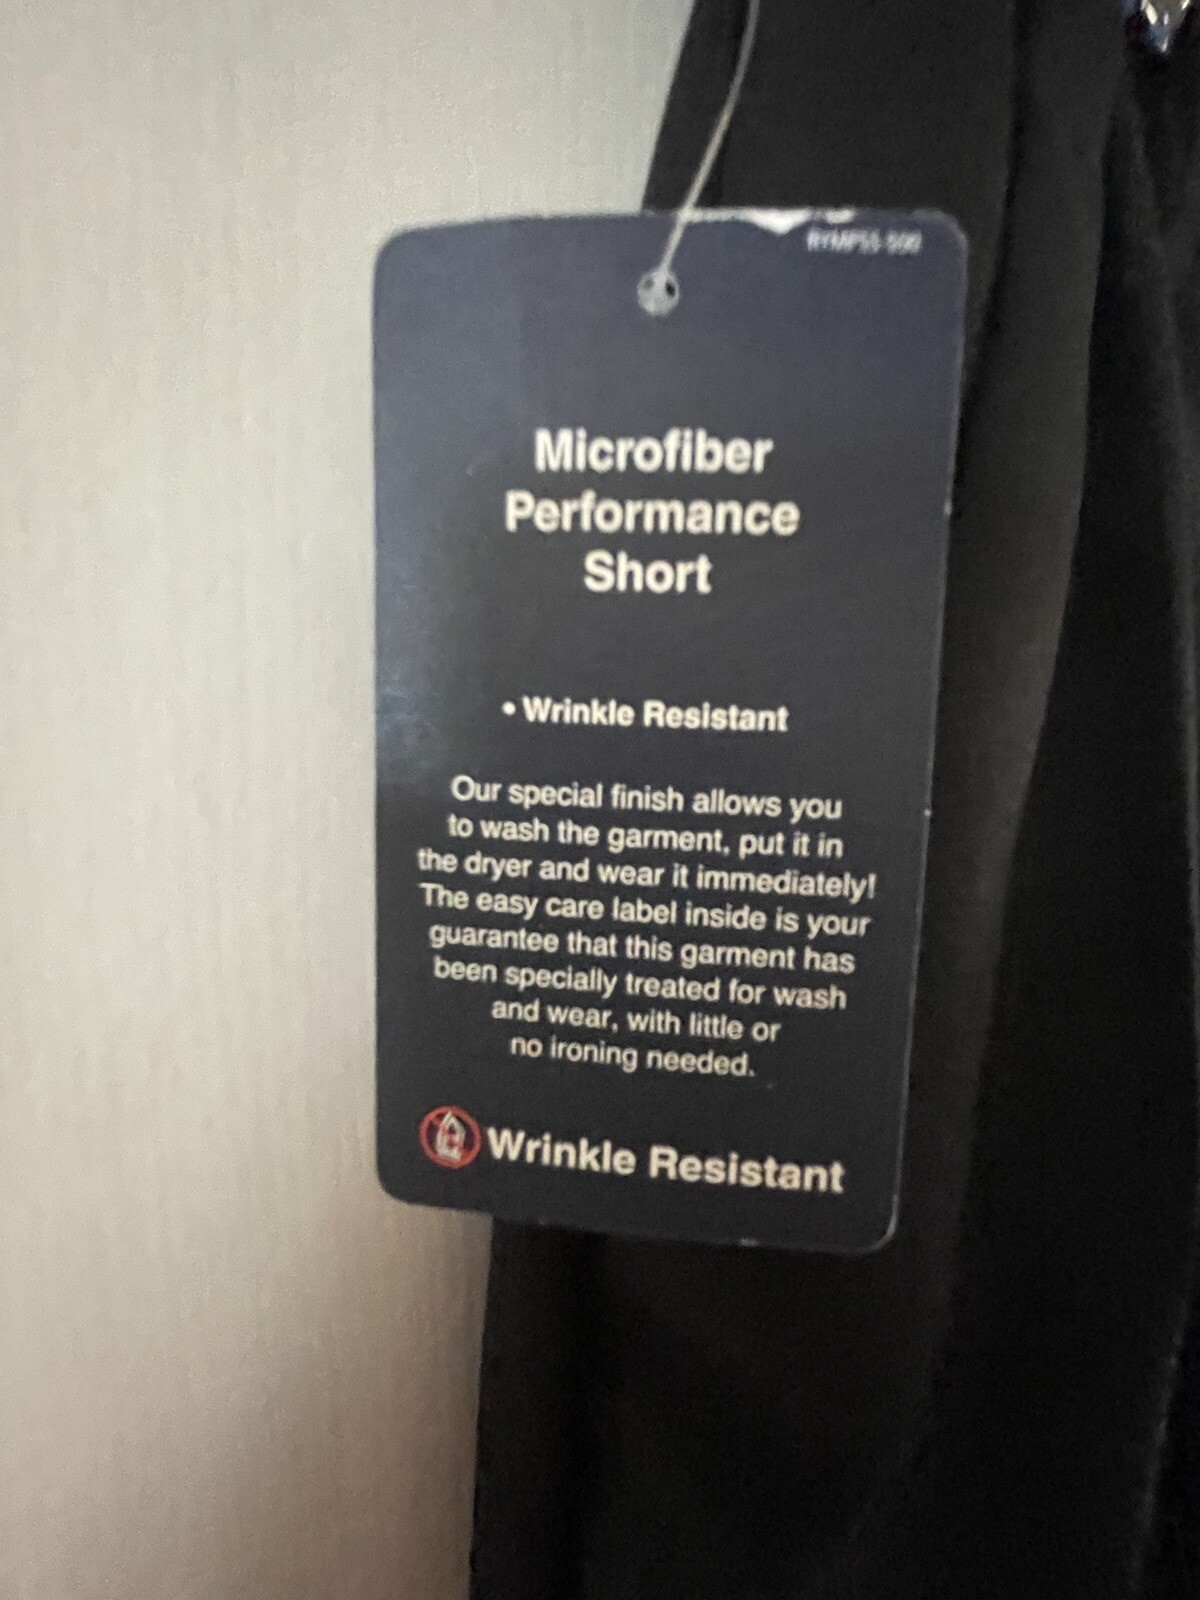 Microfiber
Performance
Short
• Wrinkle Resistant
Our special finish allows you
to wash the garment, put it in
the dryer and wear it immediately!
The easy care label inside is your
guarantee that this garment has
been specially treated for wash
and wear, with little or
no ironing needed.
Wrinkle Resistant